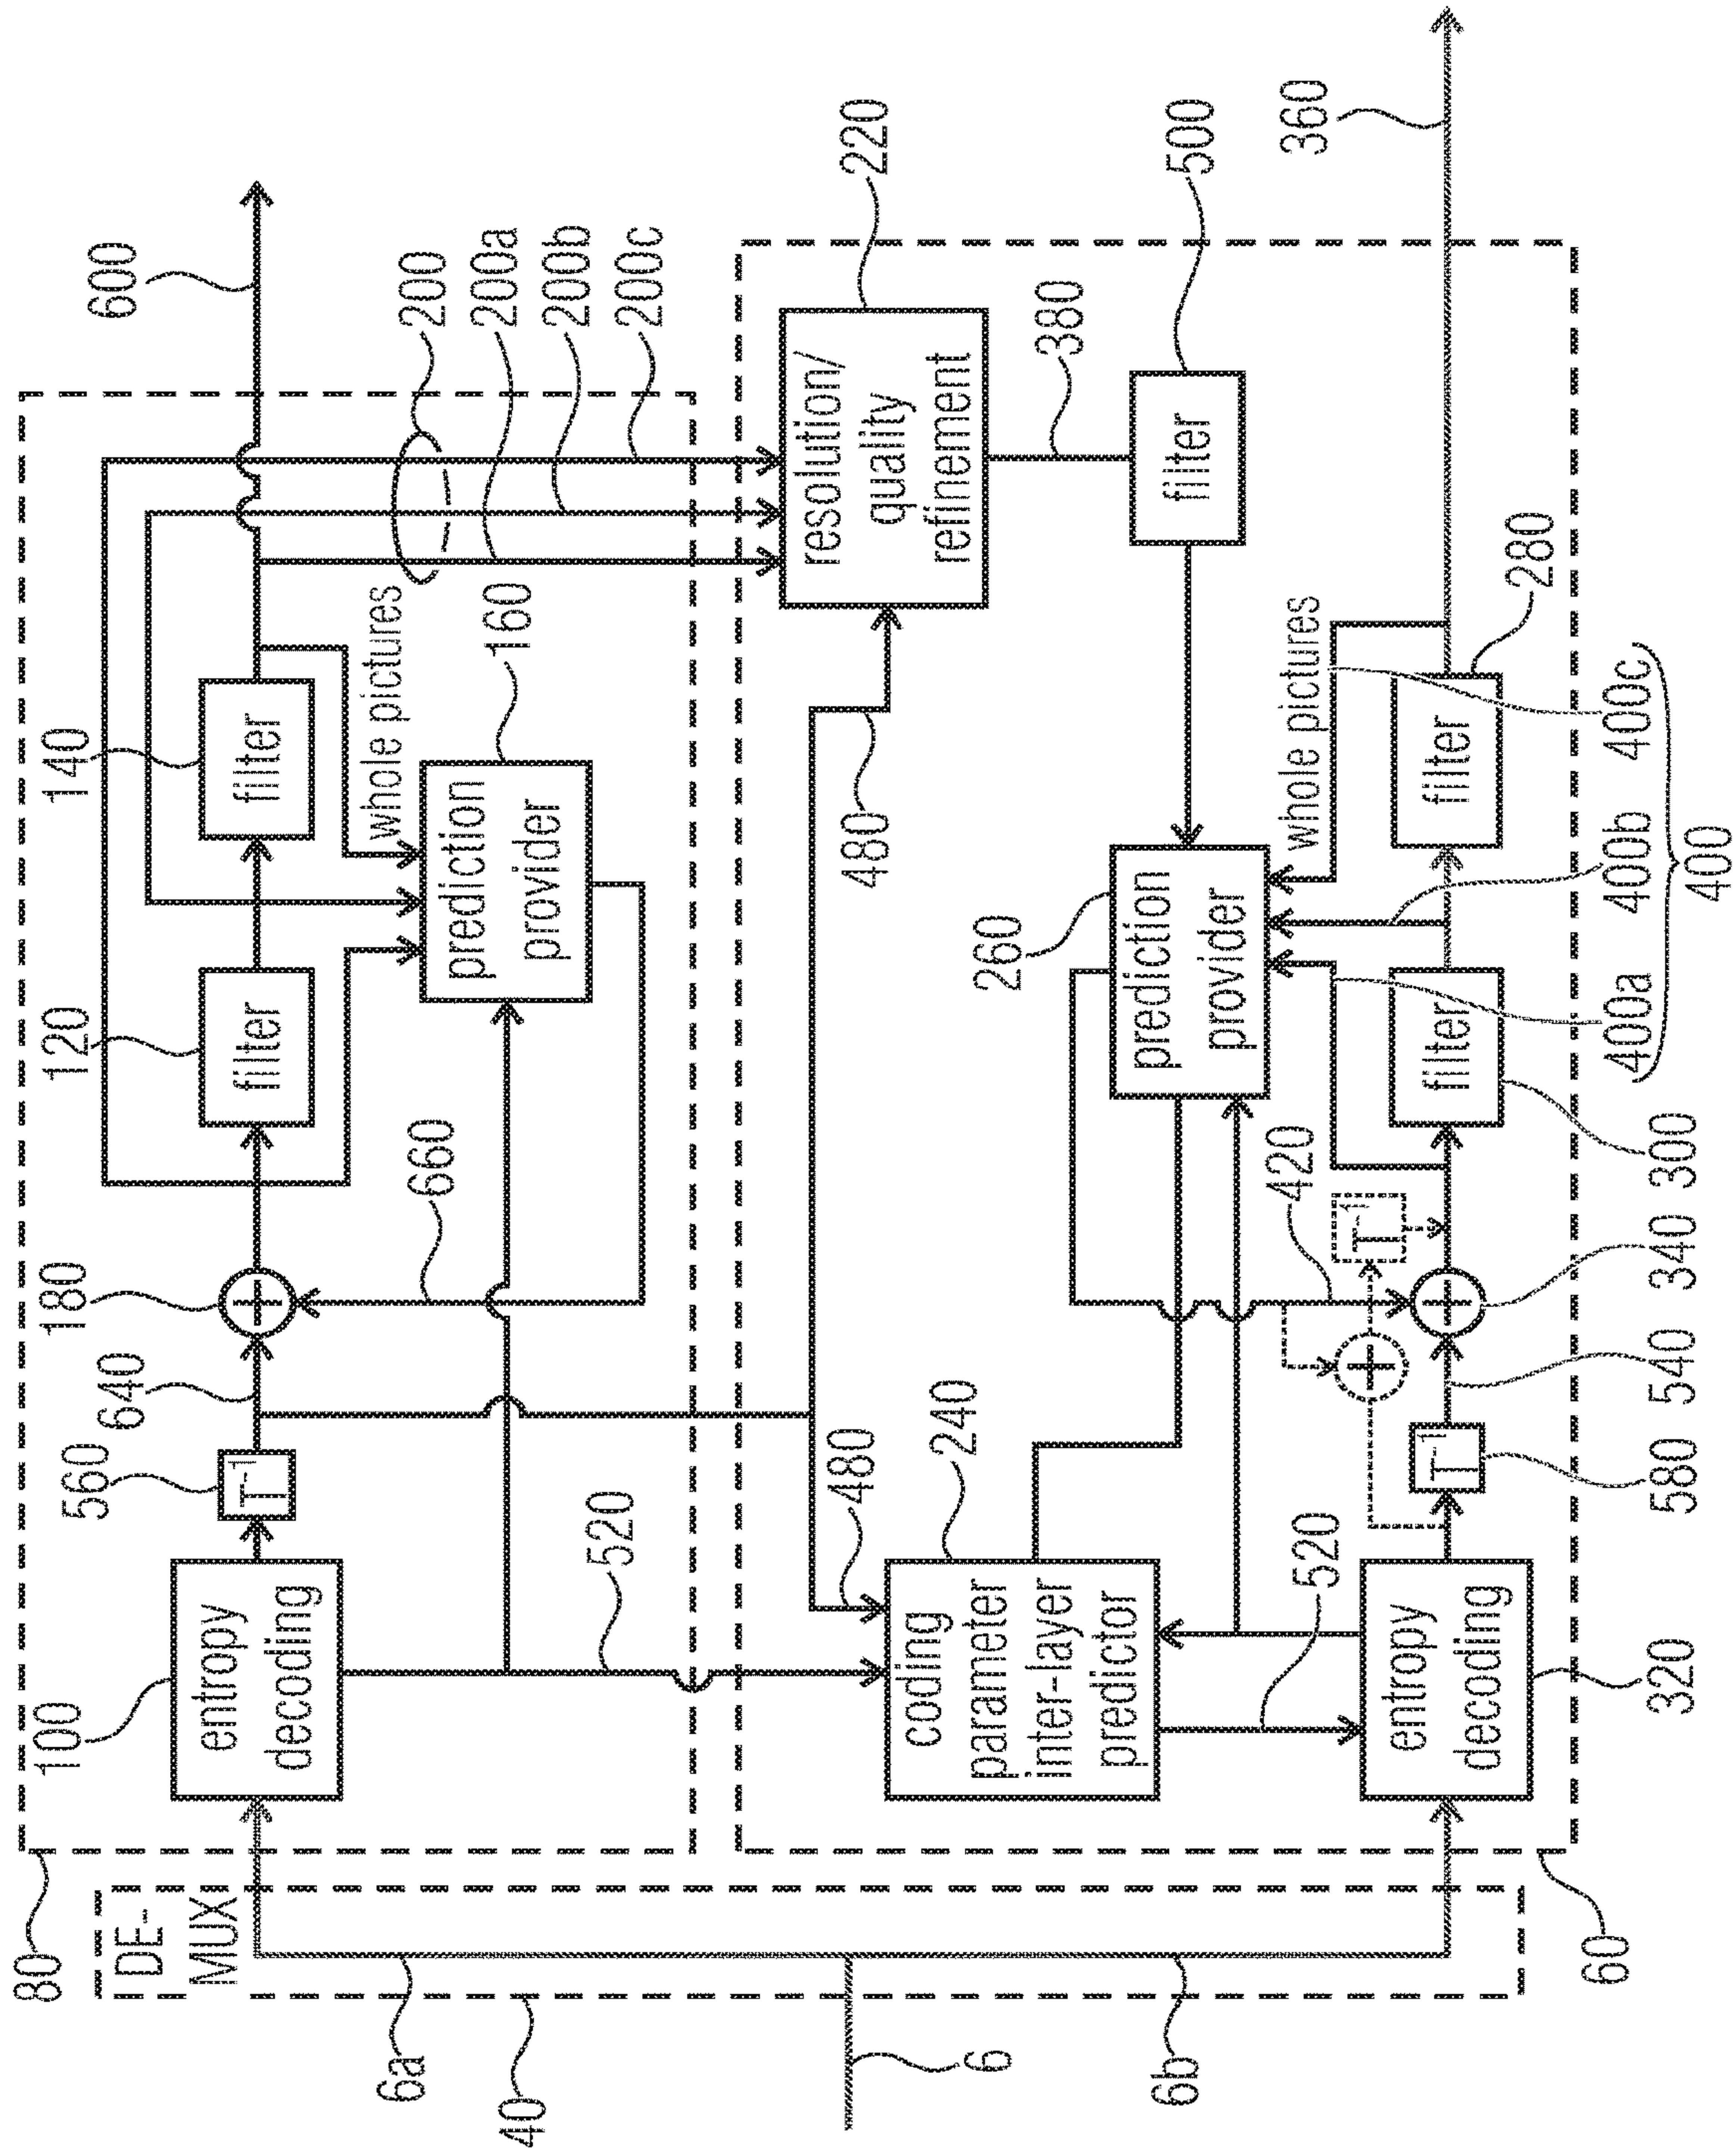 80
DE-
MUX
40
6a
6
6b
60
100
entropy
decoding
560
T-1
640
180
120
filter
140
filter
600
whole pictures
160
prediction
provider
660
520
200
200a
200b
200c
220
resolution/
quality
refinement
480
380
500
filter
480
240
coding
parameter
inter-layer
predictor
260
prediction
provider
whole pictures
420
520
entropy
decoding
320
T-1
580
540
T-1
340
300
filter
filter
280
360
400a
400b
400c
400